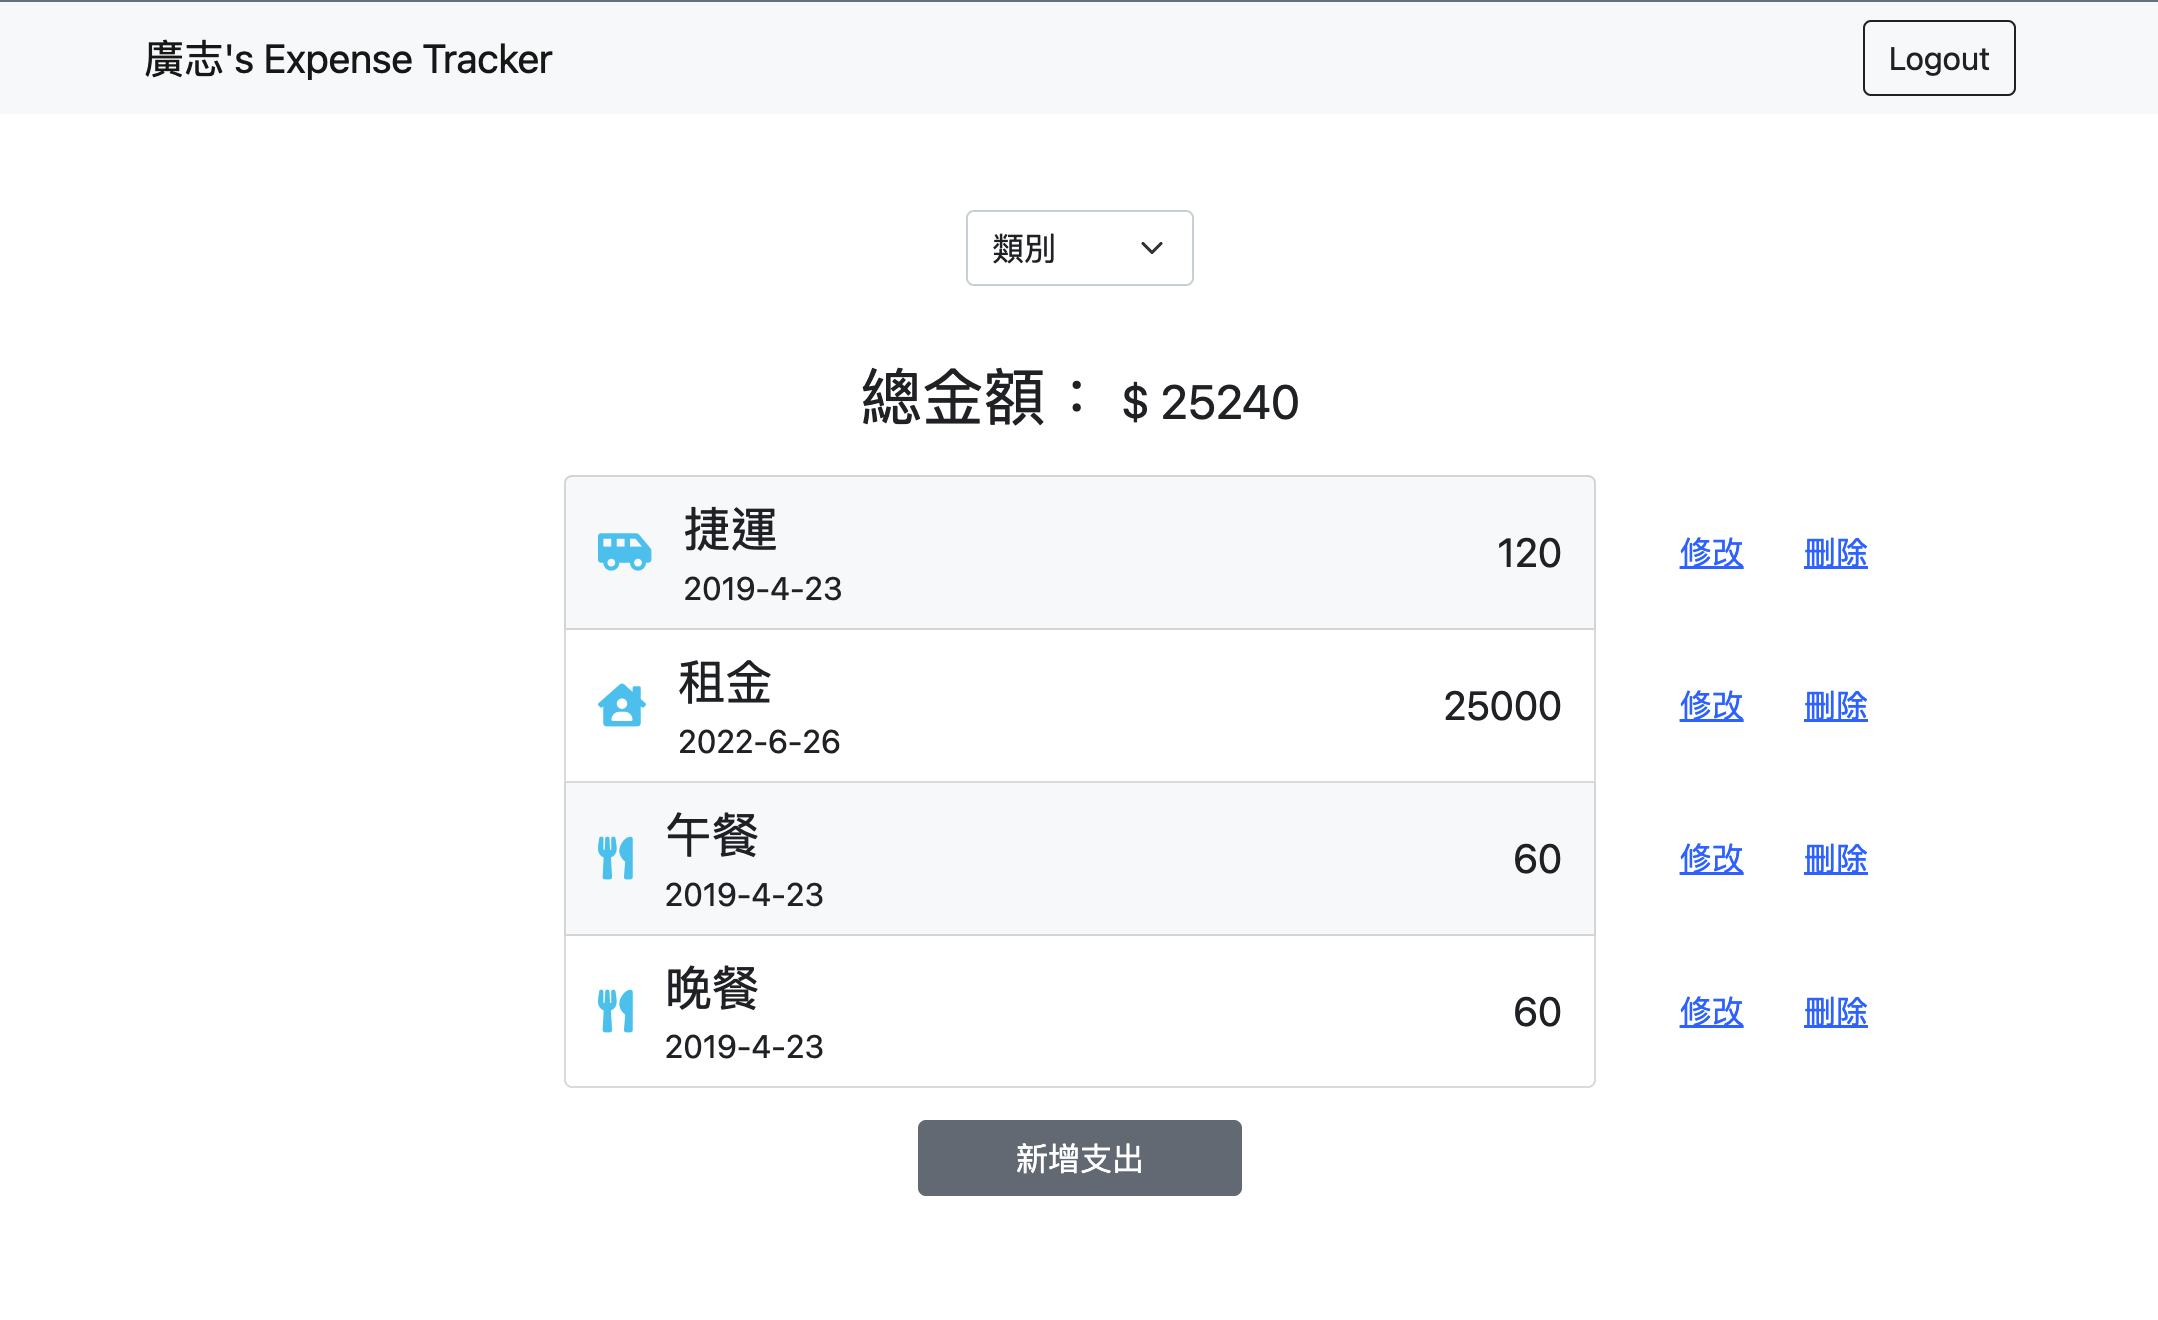 廣志's Expense Tracker
Logout
類別
總金額： $ 25240
捷運
2019-4-23
120
修改
刪除
租金
2022-6-26
25000
修改
刪除
午餐
2019-4-23
60
修改
刪除
晚餐
2019-4-23
60
修改
刪除
新增支出